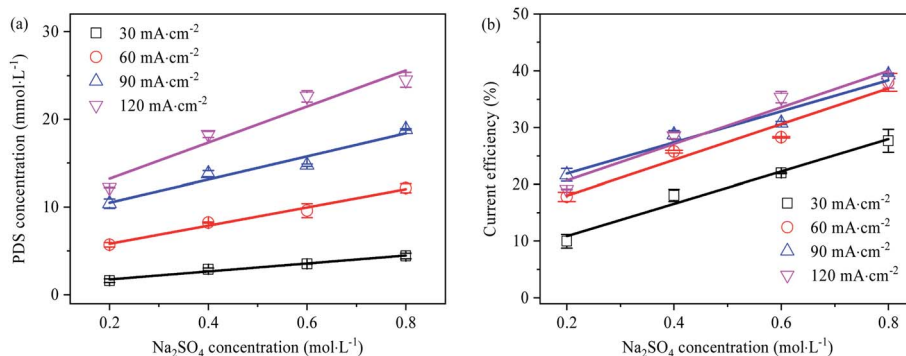 (a)
30 mA·cm⁻²
60 mA·cm⁻²
90 mA·cm⁻²
120 mA·cm⁻²
PDS concentration (mmol·L⁻¹)
30
20
10
0
0.2 0.4 0.6 0.8
Na₂SO₄ concentration (mol·L⁻¹)
(b)
Current efficiency (%)
50
40
30
20
10
0
30 mA·cm⁻²
60 mA·cm⁻²
90 mA·cm⁻²
120 mA·cm⁻²
0.2 0.4 0.6 0.8
Na₂SO₄ concentration (mol·L⁻¹)